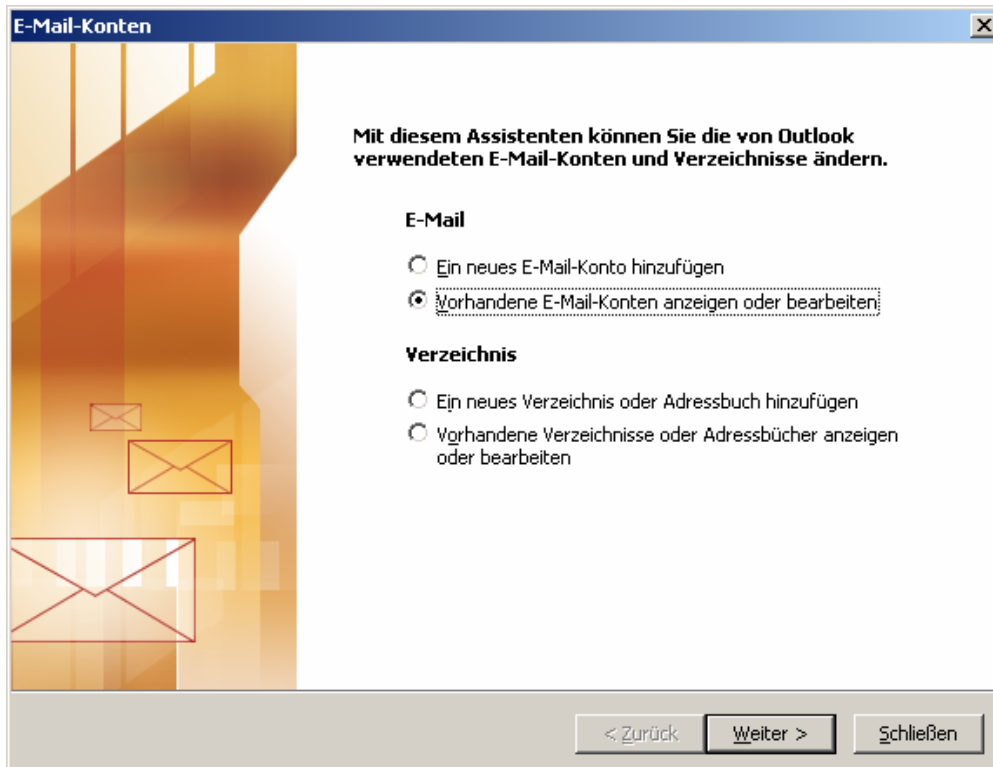 E-Mail-Konten
Mit diesem Assistenten können Sie die von Outlook
verwendeten E-Mail-Konten und Verzeichnisse ändern.
E-Mail
Ein neues E-Mail-Konto hinzufügen
Vorhandene E-Mail-Konten anzeigen oder bearbeiten
Verzeichnis
Ein neues Verzeichnis oder Adressbuch hinzufügen
Vorhandene Verzeichnisse oder Adressbücher anzeigen
oder bearbeiten
< Zurück Weiter > Schließen